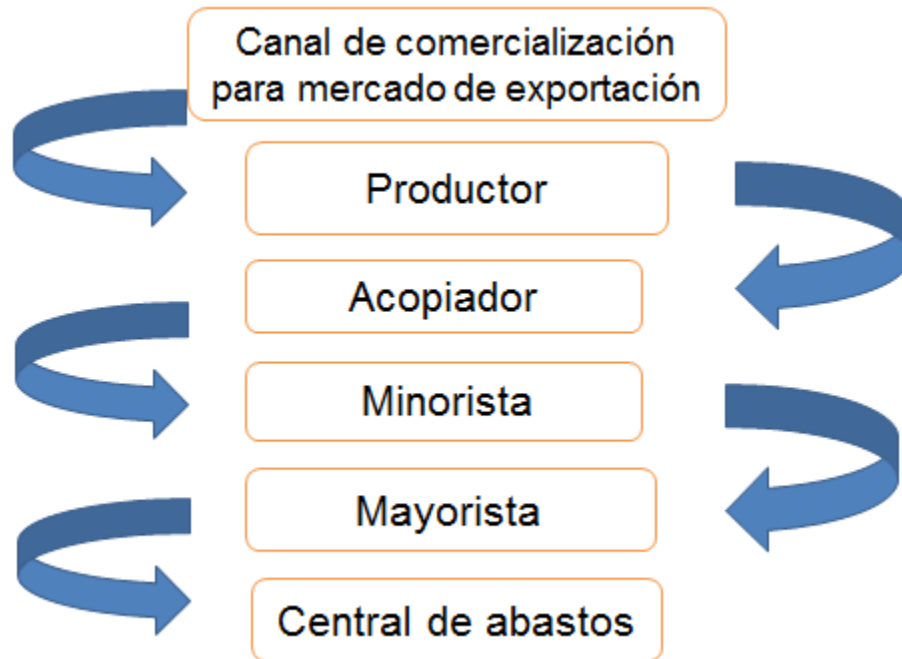 Canal de comercialización
para mercado de exportación
Productor
Acopiador
Minorista
Mayorista
Central de abastos